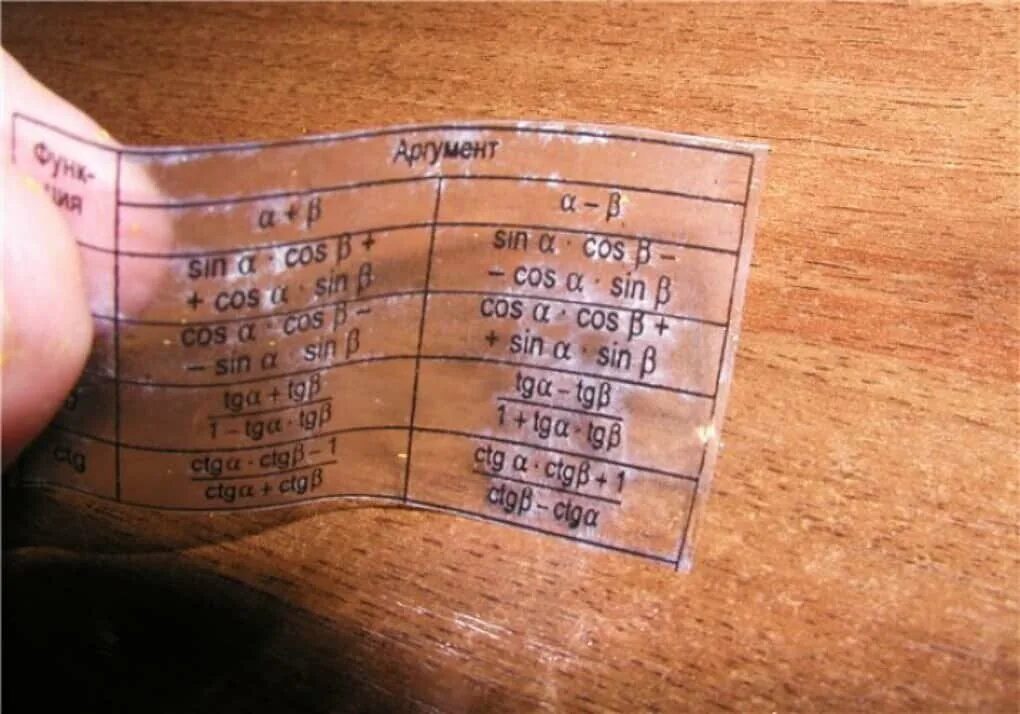 Функ-
ция
Аргумент
α + β
α – β
sin α · cos β +
+ cos α · sin β
sin α · cos β –
– cos α · sin β
cos α · cos β –
– sin α · sin β
cos α · cos β +
+ sin α · sin β
tgα + tgβ
1 – tgα · tgβ
tgα – tgβ
1 + tgα · tgβ
ctg
ctgα · ctgβ – 1
ctgα + ctgβ
ctg α · ctgβ + 1
ctgβ – ctgα